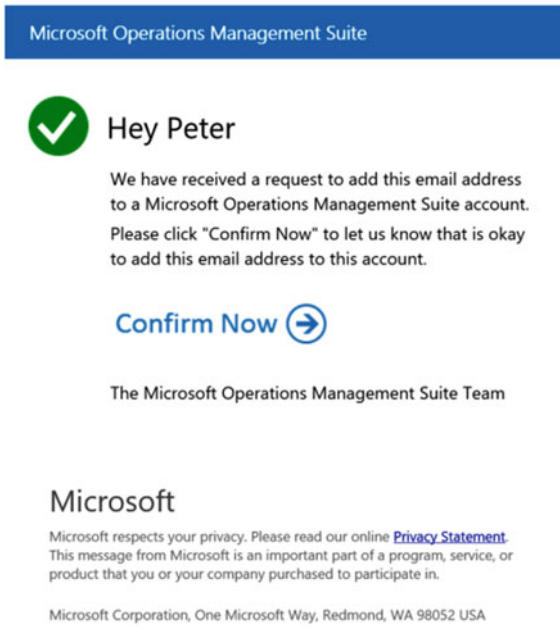 Microsoft Operations Management Suite
Hey Peter
We have received a request to add this email address
to a Microsoft Operations Management Suite account.
Please click "Confirm Now" to let us know that is okay
to add this email address to this account.
Confirm Now
The Microsoft Operations Management Suite Team
Microsoft
Microsoft respects your privacy. Please read our online Privacy Statement.
This message from Microsoft is an important part of a program, service, or
product that you or your company purchased to participate in.
Microsoft Corporation, One Microsoft Way, Redmond, WA 98052 USA